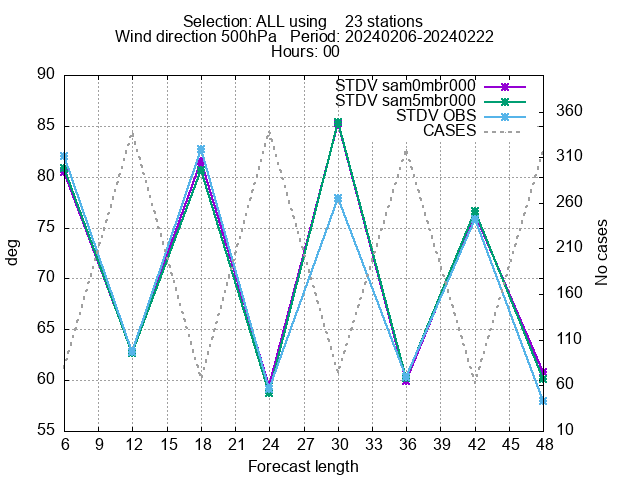 Selection: ALL using    23 stations
Wind direction 500hPa   Period: 20240206-20240222
Hours: 00
STDV sam0mbr000
STDV sam5mbr000
STDV OBS
CASES
90
85
80
75
70
65
60
55
deg
360
310
260
210
160
110
60
10
No cases
6 9 12 15 18 21 24 27 30 33 36 39 42 45 48
Forecast length